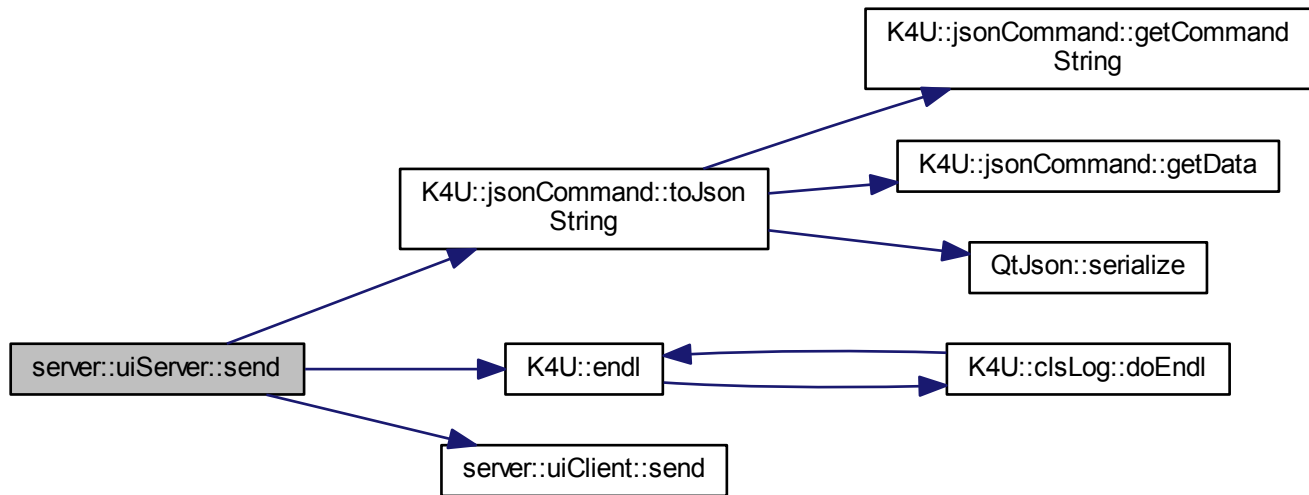 K4U::jsonCommand::getCommand
String
K4U::jsonCommand::toJson
String
K4U::jsonCommand::getData
QtJson::serialize
server::uiServer::send
K4U::endl
K4U::clsLog::doEndl
server::uiClient::send